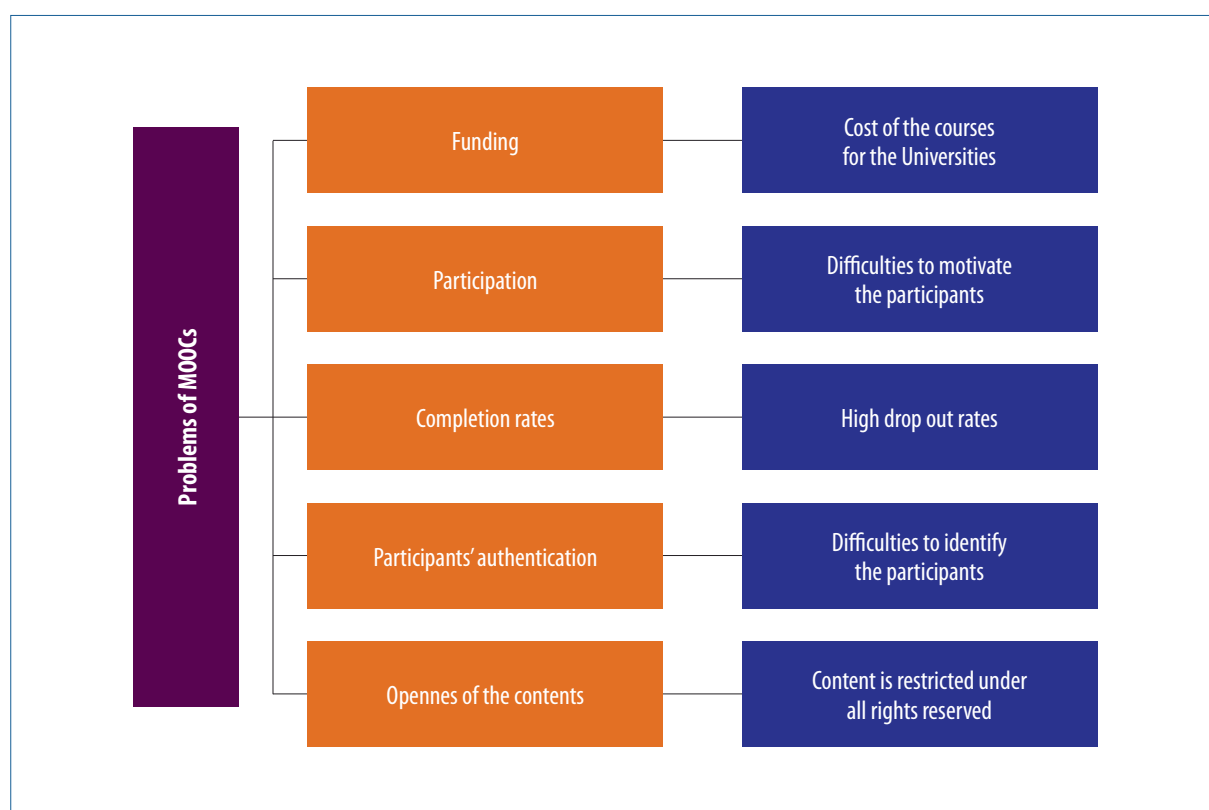 Problems of MOOCs
Funding
Cost of the courses
for the Universities
Participation
Difficulties to motivate
the participants
Completion rates
High drop out rates
Participants’ authentication
Difficulties to identify
the participants
Opennes of the contents
Content is restricted under
all rights reserved